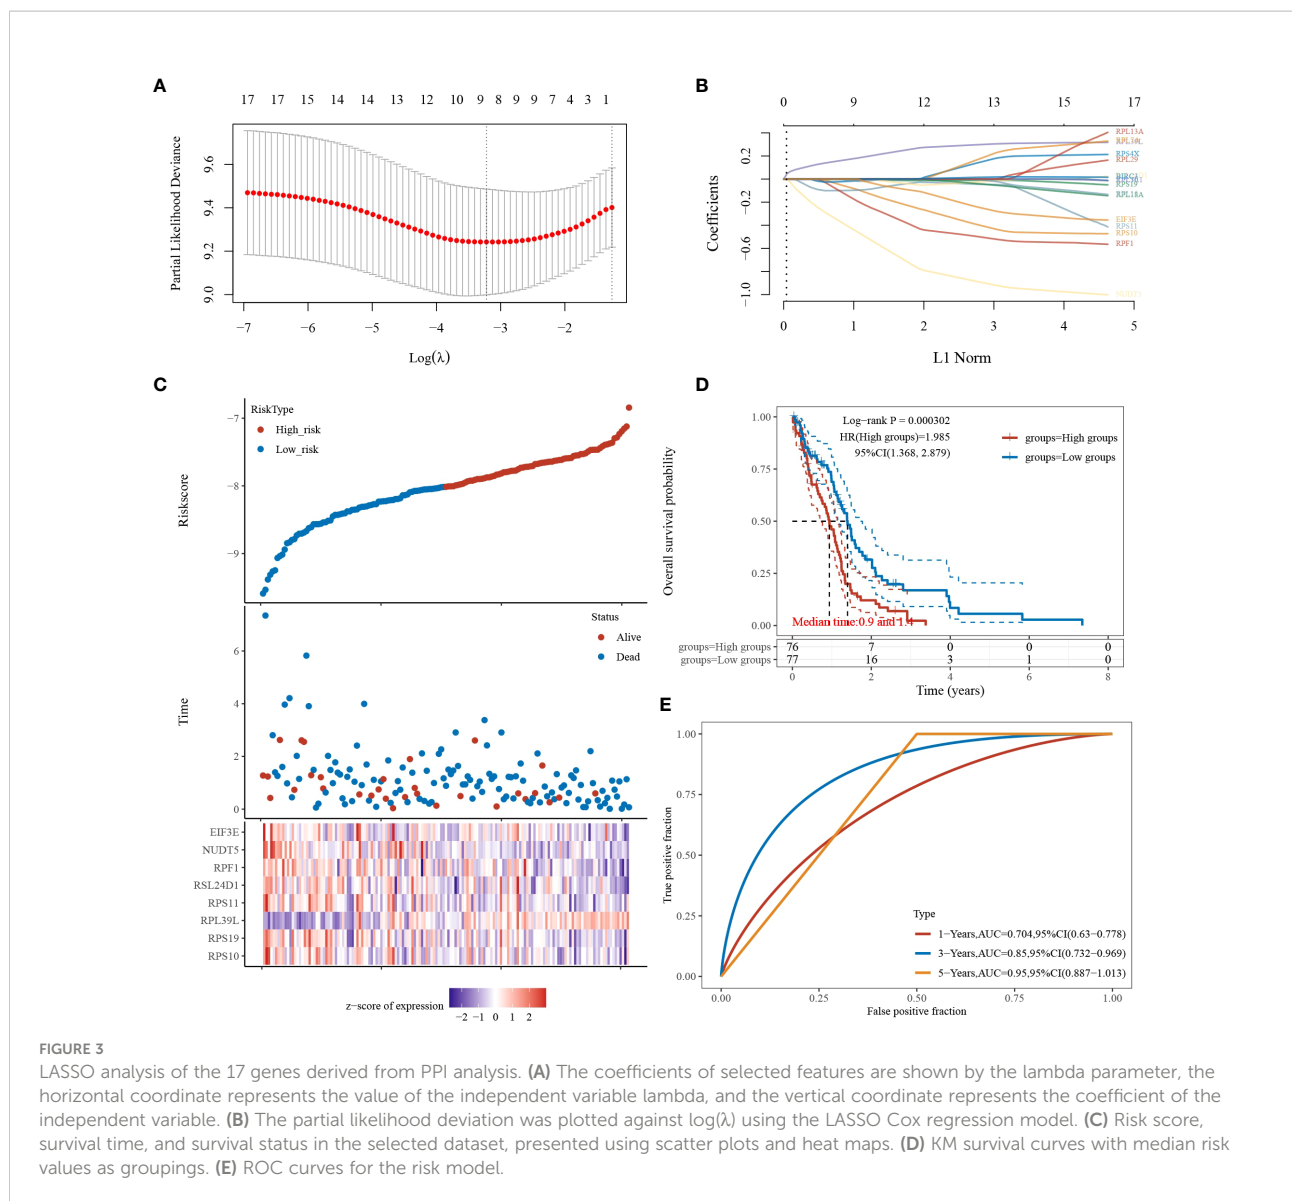 A
17 17 15 14 14 13 12 10 9 8 9 9 7 4 3 1
Partial Likelihood Deviance
9.6
9.4
9.2
9.0
−7 −6 −5 −4 −3 −2
Log(λ)
B
0 9 12 13 15 17
Coefficients
0.2
−0.2
−0.6
−1.0
RPL13A
RPL39L
RPS4X
RPL29
RPS19
RPL18A
EIF3E
RPS11
RPS10
RPF1
0 1 2 3 4 5
L1 Norm
C
Riskscore
−7
−8
−9
RiskType
High_risk
Low_risk
Time
6
4
2
0
Status
Alive
Dead
EIF3E
NUDT5
RPF1
RSL24D1
RPS11
RPL39L
RPS19
RPS10
z−score of expression
−2 −1 0 1 2
D
Overall survival probability
1.00
0.75
0.50
0.25
0.00
Log−rank P = 0.000302
HR(High groups)=1.985
95%CI(1.368, 2.879)
groups=High groups
groups=Low groups
Median time:0.9 and 1.4
groups=High groups 76 7 0 0 0
groups=Low groups 77 16 3 1 0
0 2 4 6 8
Time (years)
E
True positive fraction
1.00
0.75
0.50
0.25
0.00
Type
1−Years,AUC=0.704,95%CI(0.63−0.778)
3−Years,AUC=0.85,95%CI(0.732−0.969)
5−Years,AUC=0.95,95%CI(0.887−1.013)
0.00 0.25 0.50 0.75 1.00
False positive fraction
FIGURE 3
LASSO analysis of the 17 genes derived from PPI analysis. (A) The coefficients of selected features are shown by the lambda parameter, the
horizontal coordinate represents the value of the independent variable lambda, and the vertical coordinate represents the coefficient of the
independent variable. (B) The partial likelihood deviation was plotted against log(λ) using the LASSO Cox regression model. (C) Risk score,
survival time, and survival status in the selected dataset, presented using scatter plots and heat maps. (D) KM survival curves with median risk
values as groupings. (E) ROC curves for the risk model.